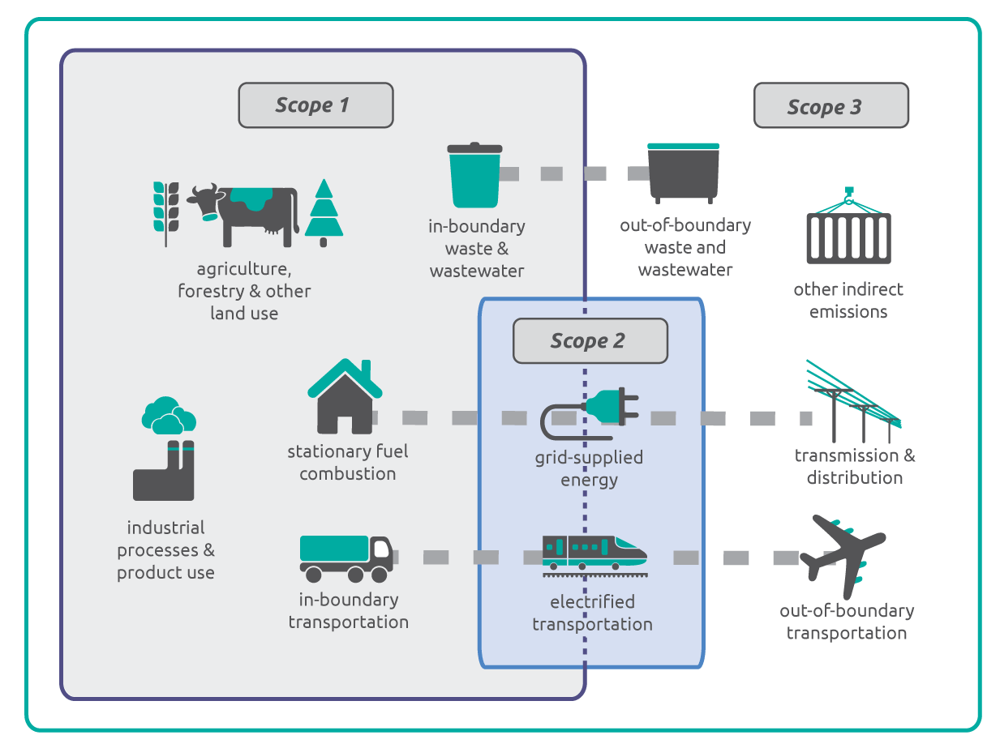 Scope 1
Scope 3
in-boundary
waste &
wastewater
out-of-boundary
waste and
wastewater
agriculture,
forestry & other
land use
other indirect
emissions
Scope 2
stationary fuel
combustion
grid-supplied
energy
transmission &
distribution
industrial
processes &
product use
in-boundary
transportation
electrified
transportation
out-of-boundary
transportation